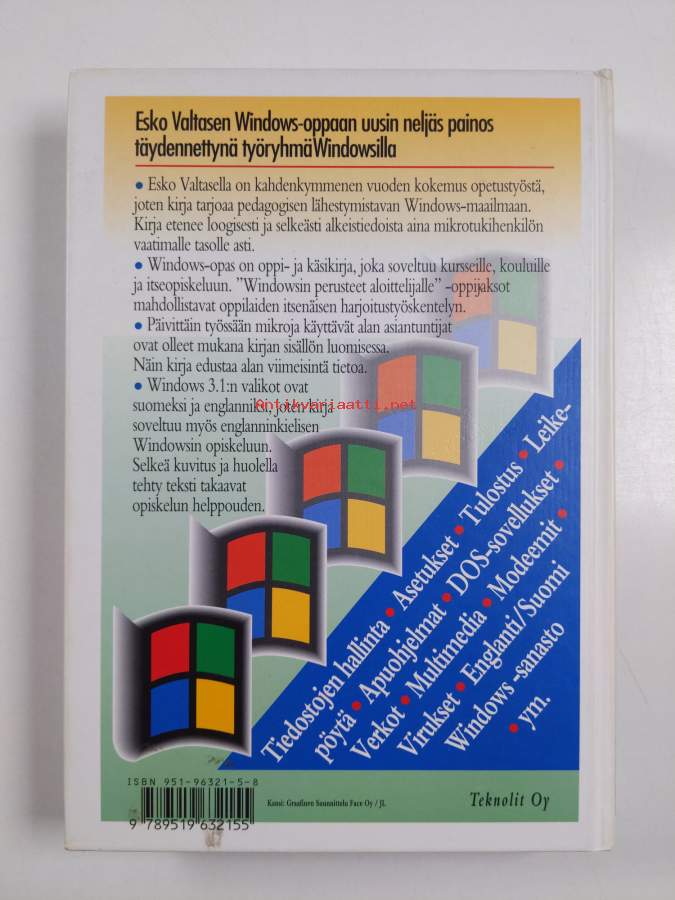 Esko Valtasen Windows-oppaan uusin neljäs painos
täydennettynä työryhmäWindowsilla
• Esko Valtasella on kahdenkymmenen vuoden kokemus opetustyöstä,
joten kirja tarjoaa pedagogisen lähestymistavan Windows-maailmaan.
Kirja etenee loogisesti ja selkeästi alkeistiedoista aina mikrotukihenkilön
vaatimalle tasolle asti.
• Windows-opas on oppi- ja käsikirja, joka soveltuu kursseille, kouluille
ja itseopiskeluun. ”Windowsin perusteet aloittelijalle” -oppijaksot
mahdollistavat oppilaiden itsenäisen harjoitustyöskentelyn.
• Päivittäin työssään mikroja käyttävät alan asiantuntijat
ovat olleet mukana kirjan sisällön luomisessa.
Näin kirja edustaa alan viimeisintä tietoa.
• Windows 3.1:n valikot ovat
suomeksi ja englanniksi, joten kirja
soveltuu myös englanninkielisen
Windowsin opiskeluun.
Selkeä kuvitus ja huolella
tehty teksti takaavat
opiskelun helppouden.
Antikvariaatti.net
Tiedostojen hallinta • Asetukset • Tulostus • Leike-
pöytä • Apuohjelmat • DOS-sovellukset •
Verkot • Multimedia • Modeemit •
Virukset • Englanti/Suomi
Windows-sanasto
• ym.
ISBN 951-96321-5-8
9 789519 632155
Kansi: Graafinen Suunnittelu Face Oy / JL
Teknolit Oy